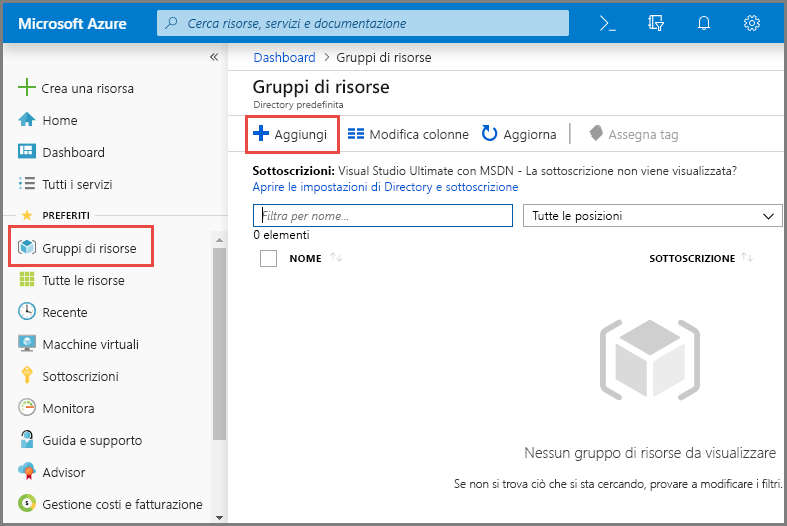 Microsoft Azure
Cerca risorse, servizi e documentazione
Dashboard > Gruppi di risorse
«
Crea una risorsa
Home
Dashboard
Tutti i servizi
PREFERITI
Gruppi di risorse
Tutte le risorse
Recente
Macchine virtuali
Sottoscrizioni
Monitora
Guida e supporto
Advisor
Gestione costi e fatturazione
Gruppi di risorse
Directory predefinita
Aggiungi
Modifica colonne
Aggiorna
Assegna tag
Sottoscrizioni: Visual Studio Ultimate con MSDN - La sottoscrizione non viene visualizzata?
Aprire le impostazioni di Directory e sottoscrizione
Filtra per nome...
Tutte le posizioni
0 elementi
NOME
SOTTOSCRIZIONE
Nessun gruppo di risorse da visualizzare
Se non si trova ciò che si sta cercando, provare a modificare i filtri.